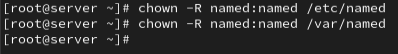 [root@server ~]# chown -R named:named /etc/named
[root@server ~]# chown -R named:named /var/named
[root@server ~]#